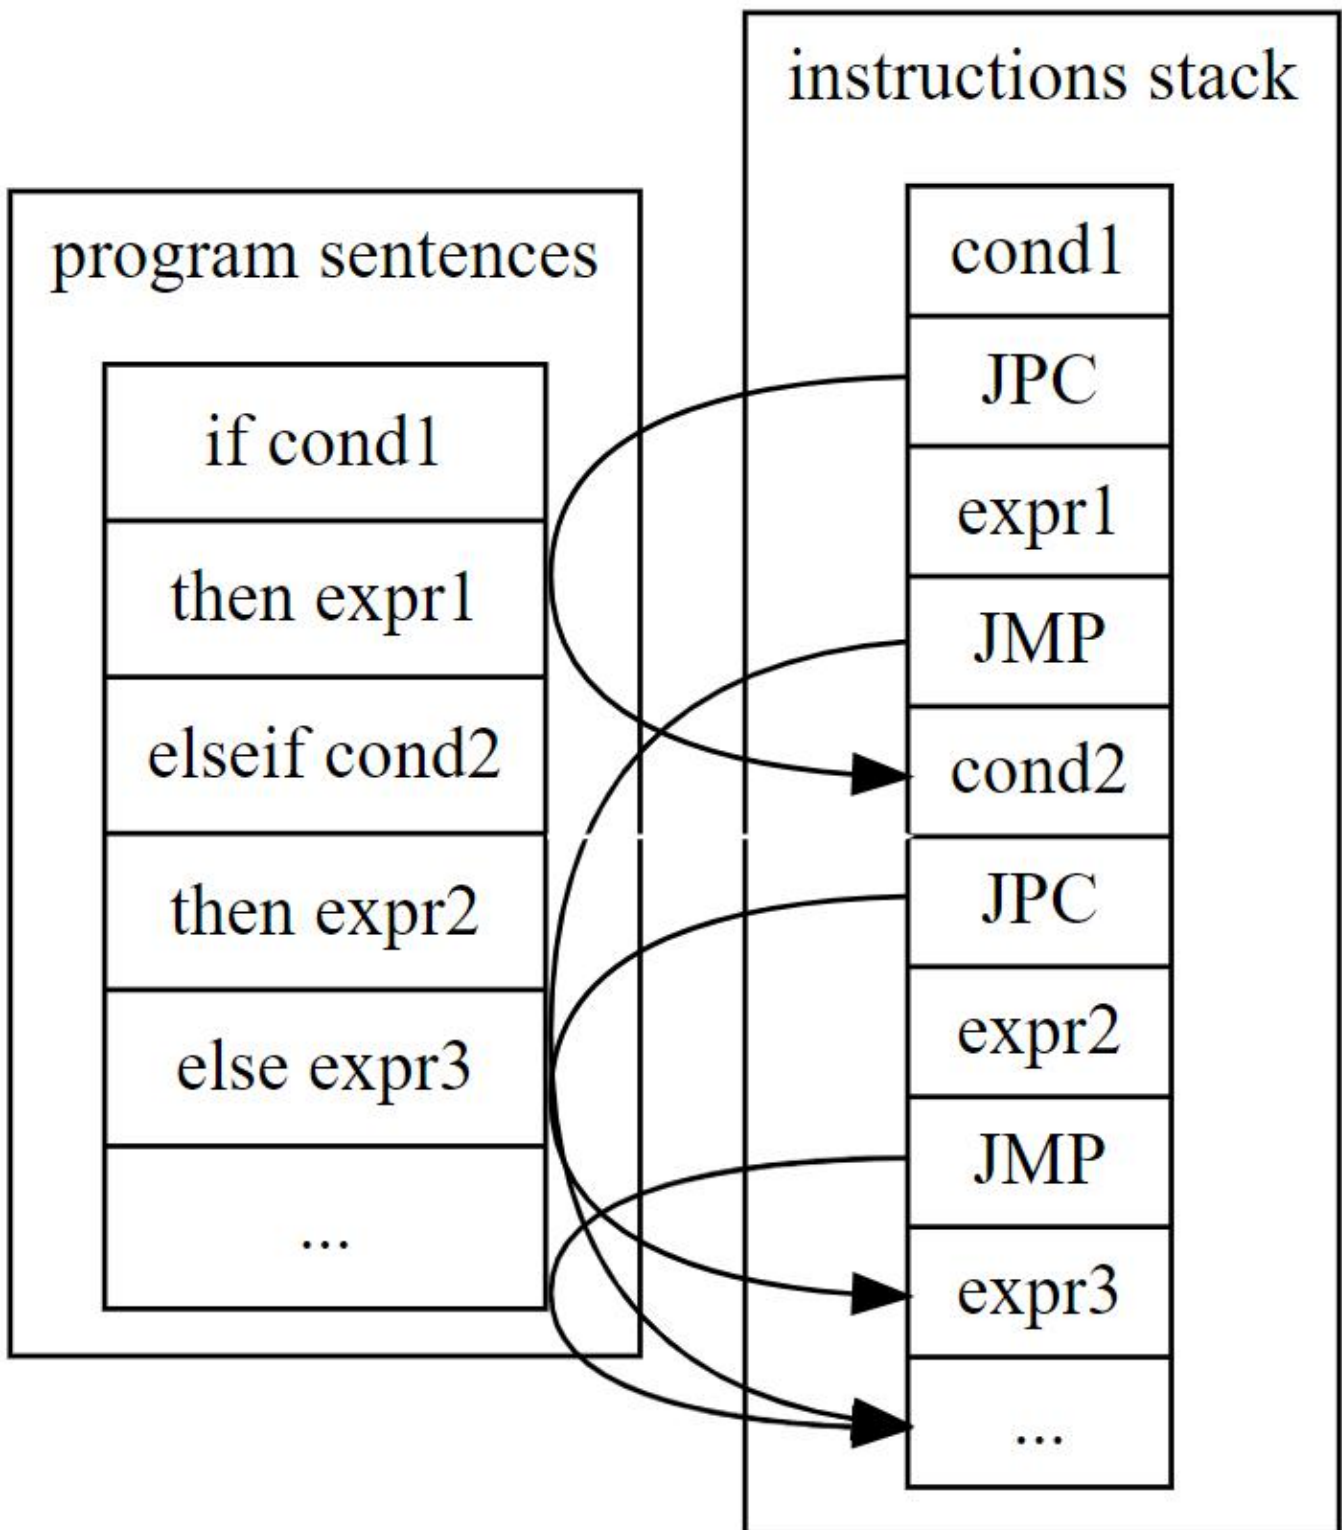 program sentences
if cond1
then expr1
elseif cond2
then expr2
else expr3
...
instructions stack
cond1
JPC
expr1
JMP
cond2
JPC
expr2
JMP
expr3
...